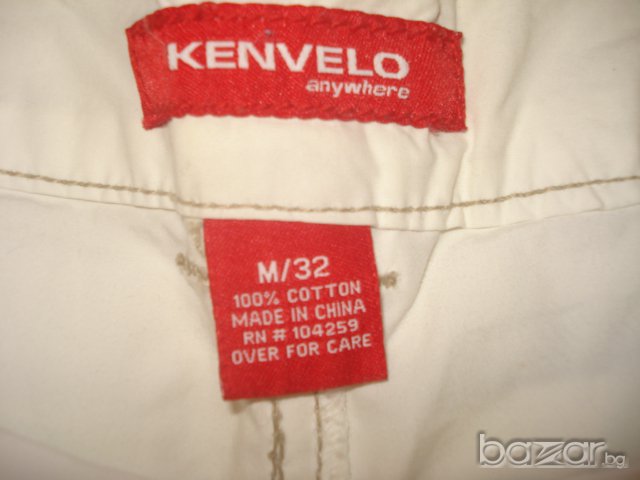 KENVELO
anywhere
M/32
100% COTTON
MADE IN CHINA
RN # 104259
OVER FOR CARE
bazar.bg